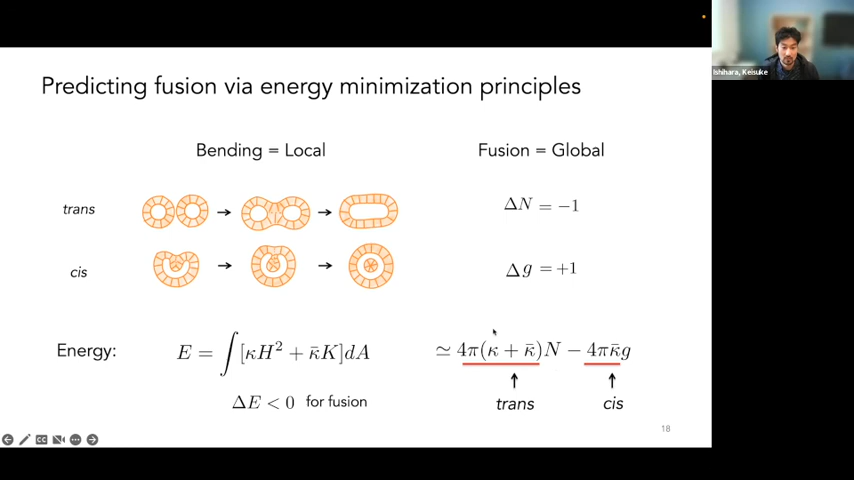 Ishihara, Keisuke
Predicting fusion via energy minimization principles
Bending = Local
Fusion = Global
trans
ΔN = −1
cis
Δg = +1
Energy:
E = ∫[κH² + κ̄K]dA
≃ 4π(κ + κ̄)N − 4πκ̄g
ΔE < 0 for fusion
trans
cis
18